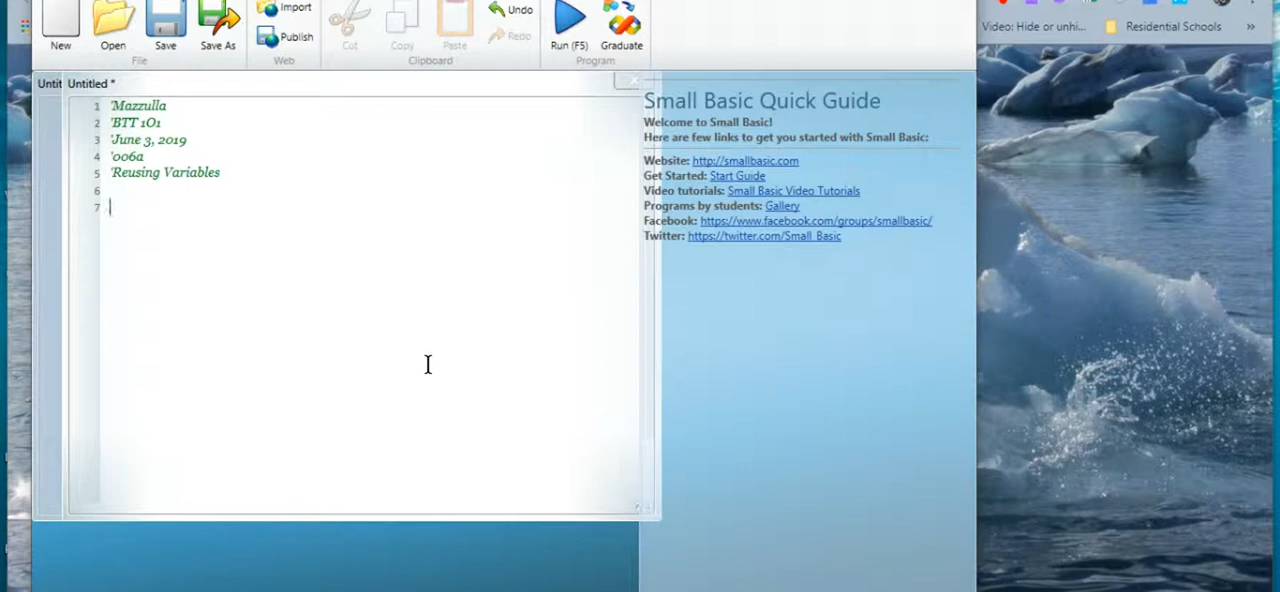 Import
Undo
Publish
Redo
New
Open
Save
Save As
Cut
Copy
Paste
Run (F5)
Graduate
File
Web
Clipboard
Program
Video: Hide or unhi...
Residential Schools
»
Untit
Untitled *
1 'Mazzulla
2 'BTT 1O1
3 'June 3, 2019
4 '006a
5 'Reusing Variables
6
7
Small Basic Quick Guide
Welcome to Small Basic!
Here are few links to get you started with Small Basic:
Website: http://smallbasic.com
Get Started: Start Guide
Video tutorials: Small Basic Video Tutorials
Programs by students: Gallery
Facebook: https://www.facebook.com/groups/smallbasic/
Twitter: https://twitter.com/Small_Basic